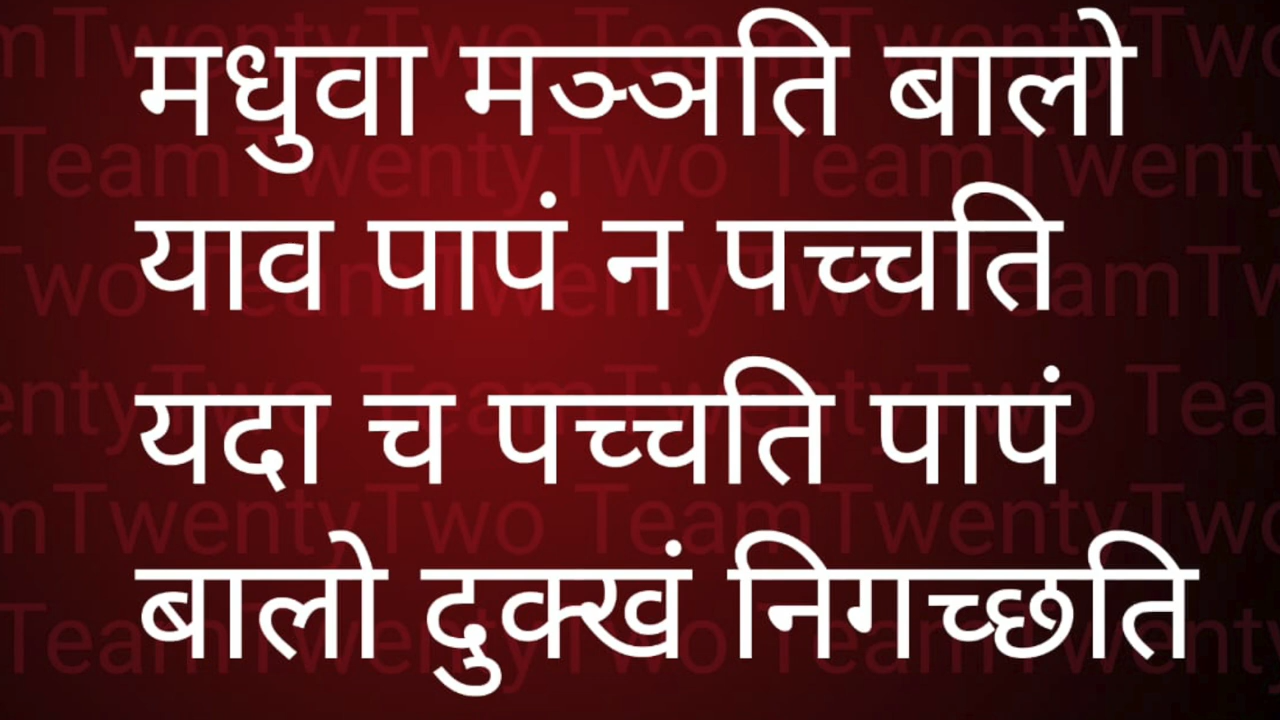 मधुवा मञ्ञति बालो
याव पापं न पच्चति
यदा च पच्चति पापं
बालो दुक्खं निगच्छति